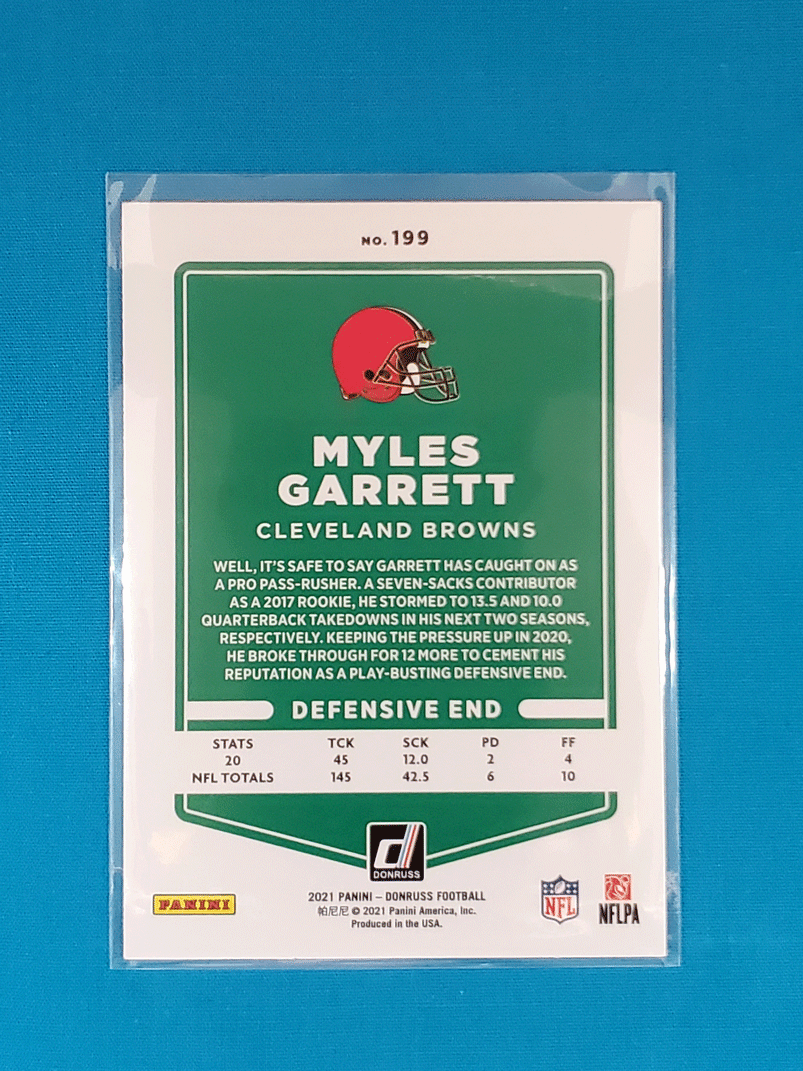 NO. 199
MYLES
GARRETT
CLEVELAND BROWNS
WELL, IT'S SAFE TO SAY GARRETT HAS CAUGHT ON AS
A PRO PASS-RUSHER. A SEVEN-SACKS CONTRIBUTOR
AS A 2017 ROOKIE, HE STORMED TO 13.5 AND 10.0
QUARTERBACK TAKEDOWNS IN HIS NEXT TWO SEASONS,
RESPECTIVELY. KEEPING THE PRESSURE UP IN 2020,
HE BROKE THROUGH FOR 12 MORE TO CEMENT HIS
REPUTATION AS A PLAY-BUSTING DEFENSIVE END.
DEFENSIVE END
STATS TCK SCK PD FF
20 45 12.0 2 4
NFL TOTALS 145 42.5 6 10
DONRUSS
PANINI
2021 PANINI – DONRUSS FOOTBALL
帕尼尼 © 2021 Panini America, Inc.
Produced in the USA.
NFL
NFLPA